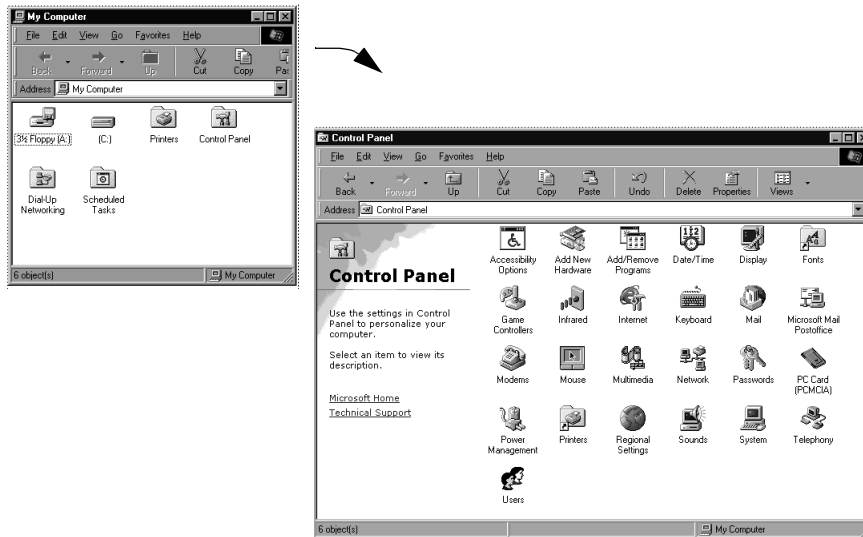 My Computer
File Edit View Go Favorites Help
Back Forward Up Cut Copy Pas
Address My Computer
3½ Floppy (A:) (C:) Printers Control Panel
Dial-Up Networking Scheduled Tasks
6 object(s) My Computer
Control Panel
File Edit View Go Favorites Help
Back Forward Up Cut Copy Paste Undo Delete Properties Views
Address Control Panel
Control Panel
Use the settings in Control
Panel to personalize your
computer.
Select an item to view its
description.
Microsoft Home
Technical Support
Accessibility Options Add New Hardware Add/Remove Programs Date/Time Display Fonts
Game Controllers Infrared Internet Keyboard Mail Microsoft Mail Postoffice
Modems Mouse Multimedia Network Passwords PC Card (PCMCIA)
Power Management Printers Regional Settings Sounds System Telephony
Users
6 object(s) My Computer